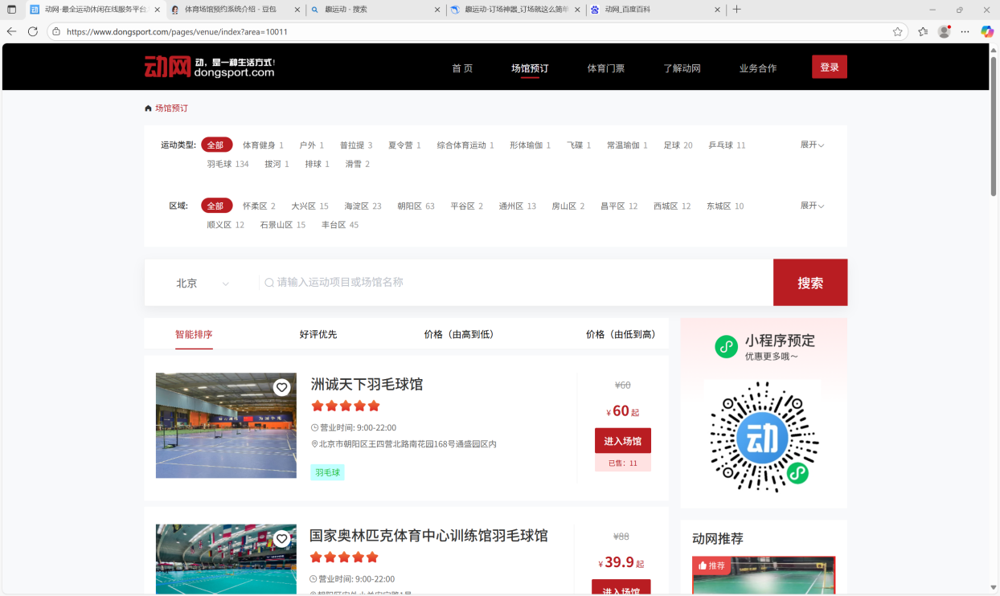 动网-最全运动休闲在线服务平台
体育场馆预约系统介绍 - 豆包
趣运动 - 搜索
趣运动-订场神器_订场就这么简单
动网_百度百科
https://www.dongsport.com/pages/venue/index?area=10011
动网 动，是一种生活方式!
dongsport.com
首 页
场馆预订
体育门票
了解动网
业务合作
登录
场馆预订
运动类型: 全部 体育健身 1 户外 1 普拉提 3 夏令营 1 综合体育运动 1 形体瑜伽 1 飞碟 1 常温瑜伽 1 足球 20 乒乓球 11 展开
羽毛球 134 拔河 1 排球 1 滑雪 2
区域: 全部 怀柔区 2 大兴区 15 海淀区 23 朝阳区 63 平谷区 2 通州区 13 房山区 2 昌平区 12 西城区 12 东城区 10 展开
顺义区 12 石景山区 15 丰台区 45
北京 请输入运动项目或场馆名称 搜索
智能排序 好评优先 价格（由高到低） 价格（由低到高）
洲诚天下羽毛球馆
营业时间: 9:00-22:00
北京市朝阳区王四营北路南花园168号通盛园区内
羽毛球
¥60
¥60起
进入场馆
已售：11
国家奥林匹克体育中心训练馆羽毛球馆
营业时间: 9:00-22:00
¥88
¥39.9起
进入场馆
小程序预定
优惠更多哦～
动
动网推荐
推荐